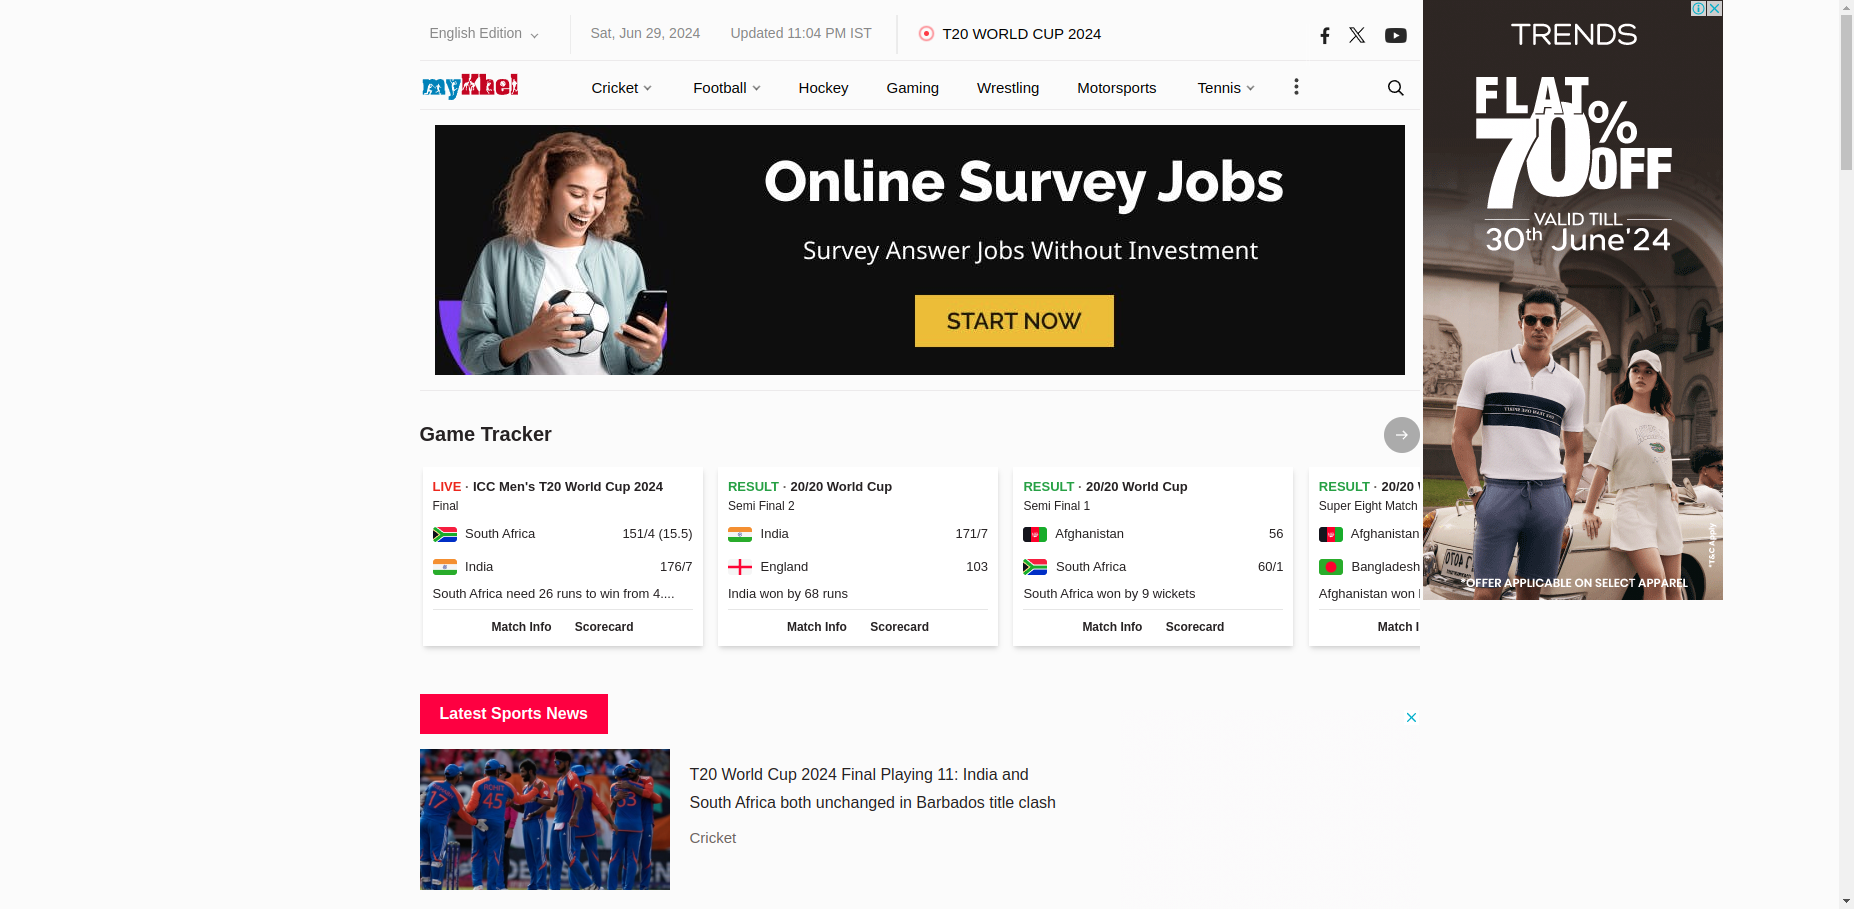 English Edition
Sat, Jun 29, 2024
Updated 11:04 PM IST
T20 WORLD CUP 2024
myKhel
Cricket
Football
Hockey
Gaming
Wrestling
Motorsports
Tennis
Online Survey Jobs
Survey Answer Jobs Without Investment
START NOW
TRENDS
FLAT
70% OFF
VALID TILL
30th June'24
*T&C Apply
*OFFER APPLICABLE ON SELECT APPAREL
Game Tracker
LIVE · ICC Men's T20 World Cup 2024
Final
South Africa 151/4 (15.5)
India 176/7
South Africa need 26 runs to win from 4....
Match Info Scorecard
RESULT · 20/20 World Cup
Semi Final 2
India 171/7
England 103
India won by 68 runs
Match Info Scorecard
RESULT · 20/20 World Cup
Semi Final 1
Afghanistan 56
South Africa 60/1
South Africa won by 9 wickets
Match Info Scorecard
RESULT · 20/20
Super Eight Match
Afghanistan
Bangladesh
Afghanistan won
Match I
Latest Sports News
17
ROHIT
45
63
T20 World Cup 2024 Final Playing 11: India and
South Africa both unchanged in Barbados title clash
Cricket